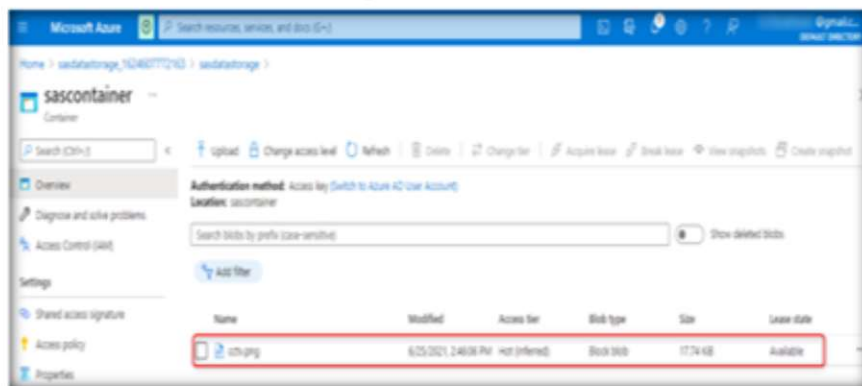 Microsoft Azure
Search resources, services, and docs (G+/)
DEFAULT DIRECTORY
Home > sasdatastorage_1624607772163 > sasdatastorage >
sascontainer
Container
Search (Ctrl+/)
Upload Change access level Refresh Delete Change tier Acquire lease Break lease View snapshots Create snapshot
Overview
Diagnose and solve problems
Access Control (IAM)
Settings
Shared access signature
Access policy
Properties
Authentication method: Access key (Switch to Azure AD User Account)
Location: sascontainer
Search blobs by prefix (case-sensitive)
Show deleted blobs
Add filter
Name Modified Access tier Blob type Size Lease state
6/25/2021, 2:46:06 PM Hot (Inferred) Block blob 17.74 KiB Available